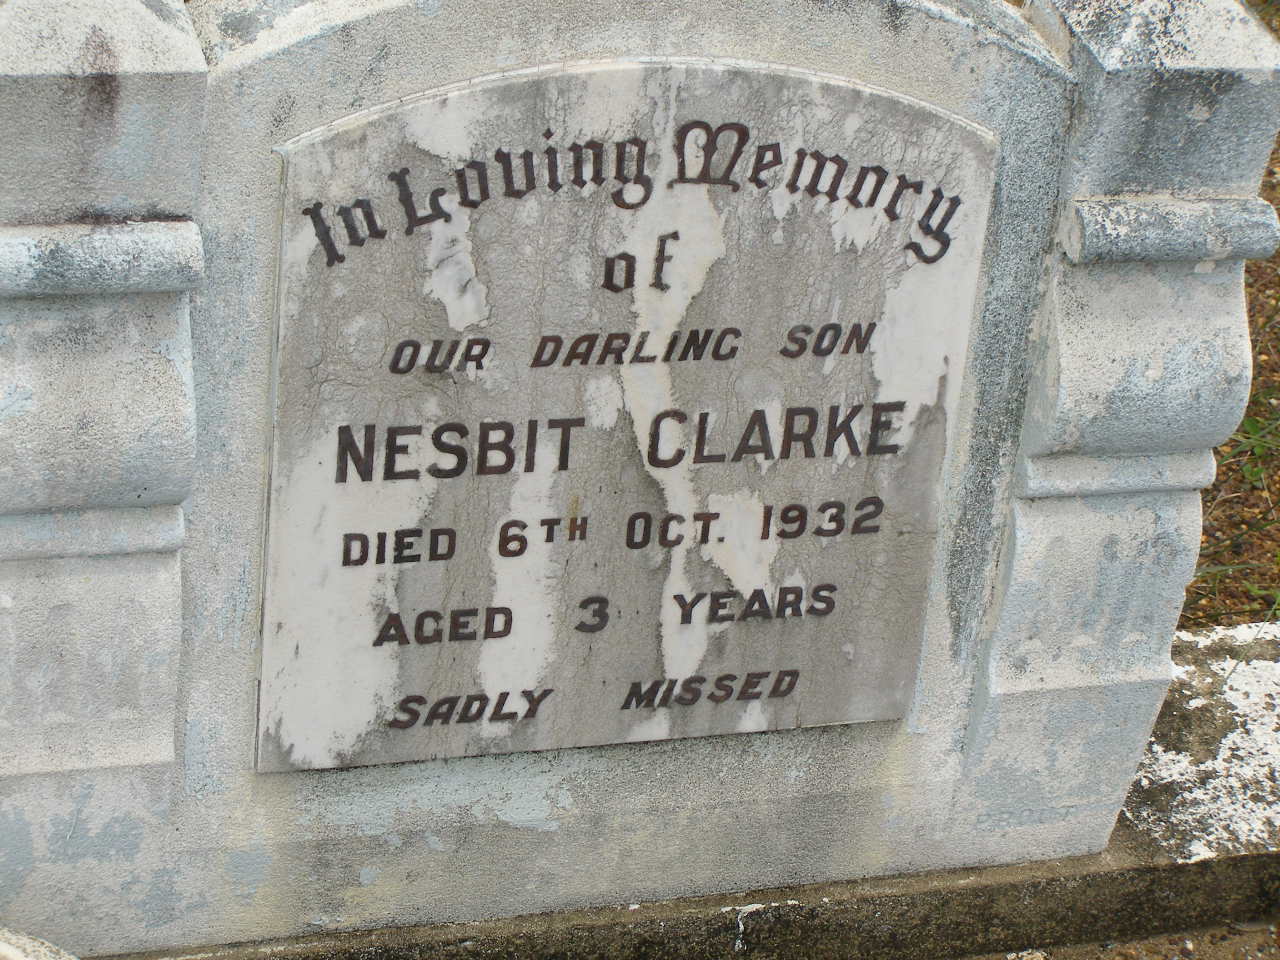 In Loving Memory
of
OUR DARLING SON
NESBIT CLARKE
DIED 6TH OCT. 1932
AGED 3 YEARS
SADLY MISSED